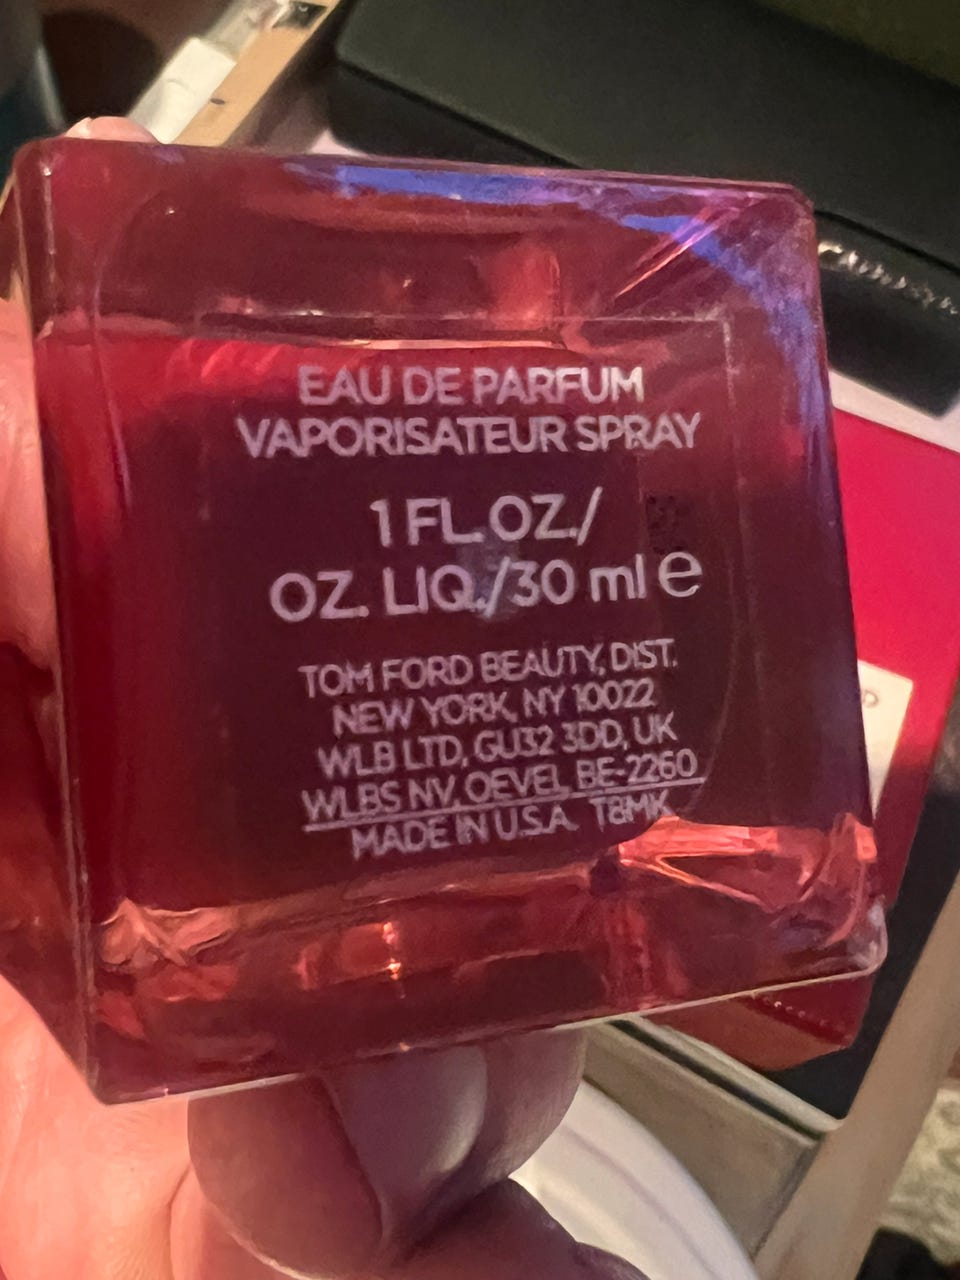 EAU DE PARFUM
VAPORISATEUR SPRAY
1 FL.OZ./
OZ. LIQ./30 ml e
TOM FORD BEAUTY, DIST.
NEW YORK, NY 10022
WLB LTD, GU32 3DD, UK
WLBS NV, OEVEL, BE-2260
MADE IN U.S.A. T8MK